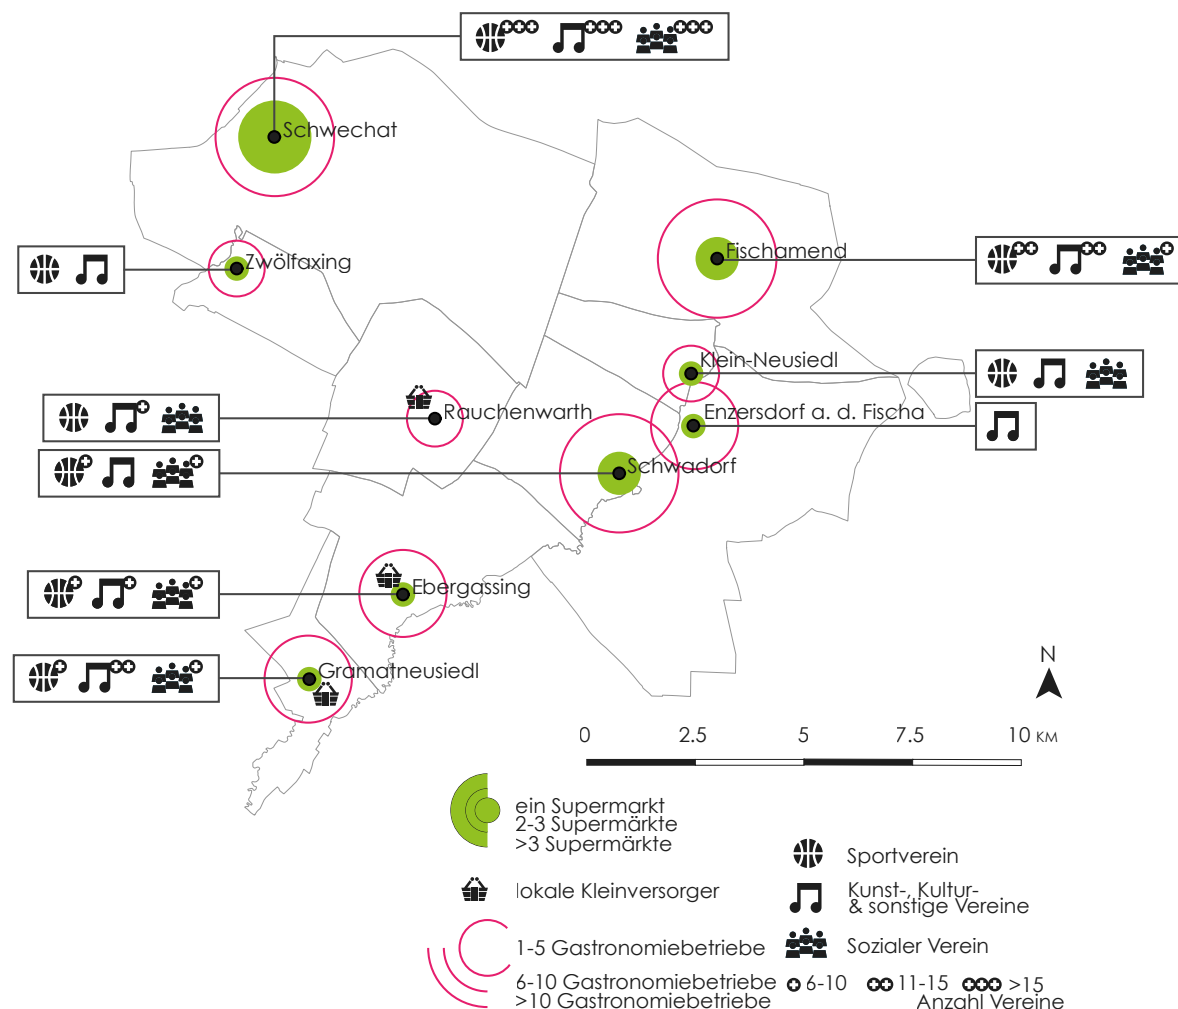 Schwechat
Fischamend
Zwölfaxing
Klein-Neusiedl
Rauchenwarth
Enzersdorf a. d. Fischa
Schwadorf
Ebergassing
Gramatneusiedl
N
0 2.5 5 7.5 10 KM
ein Supermarkt
2-3 Supermärkte
>3 Supermärkte
lokale Kleinversorger
1-5 Gastronomiebetriebe
6-10 Gastronomiebetriebe
>10 Gastronomiebetriebe
Sportverein
Kunst-, Kultur-
& sonstige Vereine
Sozialer Verein
6-10 11-15 >15
Anzahl Vereine